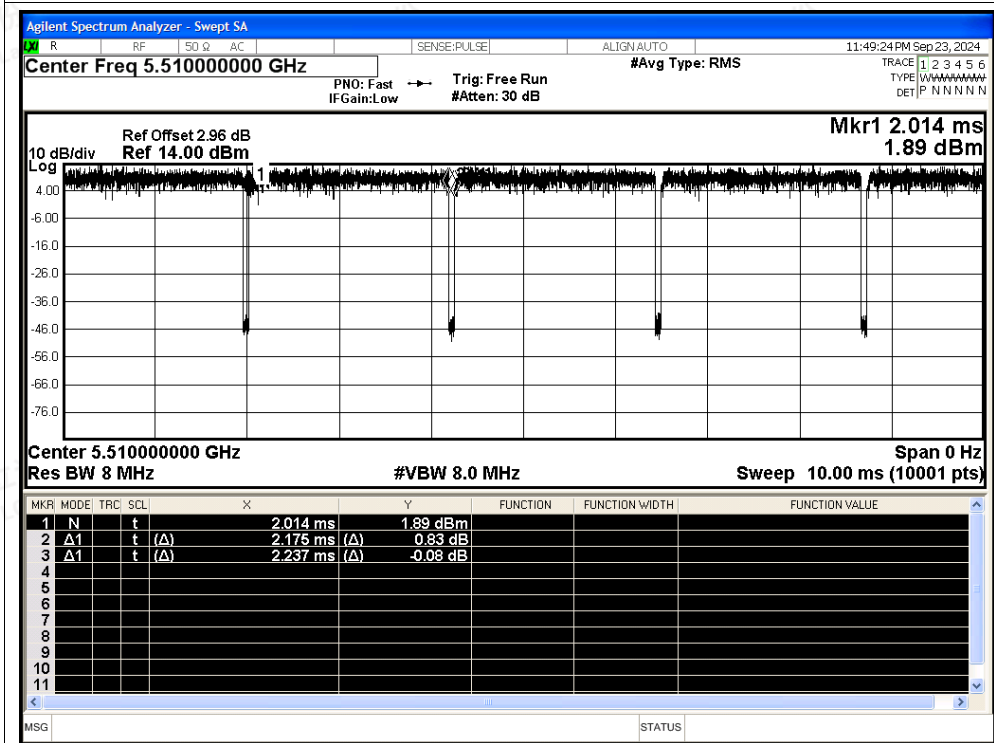 Agilent Spectrum Analyzer - Swept SA
LXI R RF 50 Ω AC SENSE:PULSE ALIGN AUTO 11:49:24 PM Sep 23, 2024
Center Freq 5.510000000 GHz #Avg Type: RMS TRACE 1 2 3 4 5 6
PNO: Fast Trig: Free Run TYPE WWWWWW
IFGain:Low #Atten: 30 dB DET P N N N N N
Mkr1 2.014 ms
Ref Offset 2.96 dB
10 dB/div Ref 14.00 dBm 1.89 dBm
Log
1
4.00
-6.00
-16.0
-26.0
-36.0
-46.0
-56.0
-66.0
-76.0
Center 5.510000000 GHz Span 0 Hz
Res BW 8 MHz #VBW 8.0 MHz Sweep 10.00 ms (10001 pts)
MKR MODE TRC SCL X Y FUNCTION FUNCTION WIDTH FUNCTION VALUE
1 N t 2.014 ms 1.89 dBm
2 Δ1 t (Δ) 2.175 ms (Δ) 0.83 dB
3 Δ1 t (Δ) 2.237 ms (Δ) -0.08 dB
4
5
6
7
8
9
10
11
MSG STATUS